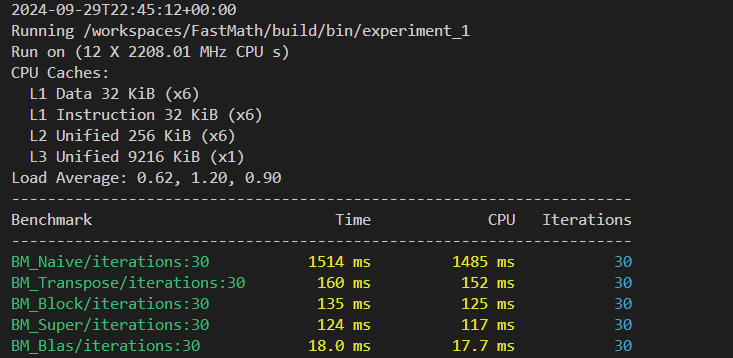 2024-09-29T22:45:12+00:00
Running /workspaces/FastMath/build/bin/experiment_1
Run on (12 X 2208.01 MHz CPU s)
CPU Caches:
  L1 Data 32 KiB (x6)
  L1 Instruction 32 KiB (x6)
  L2 Unified 256 KiB (x6)
  L3 Unified 9216 KiB (x1)
Load Average: 0.62, 1.20, 0.90
---------------------------------------------------------------------
Benchmark                           Time             CPU   Iterations
---------------------------------------------------------------------
BM_Naive/iterations:30           1514 ms         1485 ms           30
BM_Transpose/iterations:30        160 ms          152 ms           30
BM_Block/iterations:30            135 ms          125 ms           30
BM_Super/iterations:30            124 ms          117 ms           30
BM_Blas/iterations:30            18.0 ms         17.7 ms           30